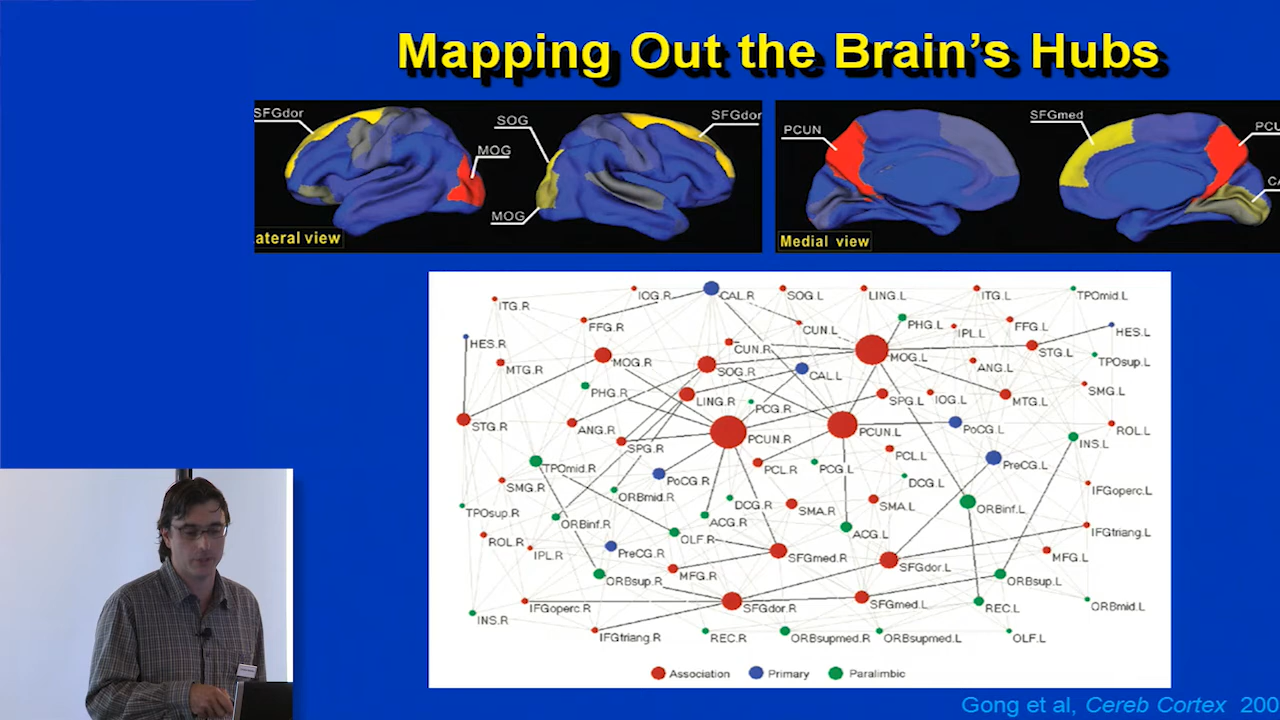 Mapping Out the Brain's Hubs
SFGdor
MOG
SOG
MOG
SFGdor
ateral view
PCUN
SFGmed
PCU
CA
Medial view
ITG.R
IOG.R
CAL.R
SOG.L
LING.L
ITG.L
TPOmid.L
FFG.R
CUN.L
PHG.L
IPL.L
FFG.L
HES.L
HES.R
CUN.R
MOG.L
STG.L
MTG.R
MOG.R
SOG.R
CAL.L
ANG.L
TPOsup.L
PHG.R
LING.R
PCG.R
SPG.L
IOG.L
MTG.L
SMG.L
STG.R
ANG.R
SPG.R
PCUN.R
PCUN.L
PoCG.L
INS.L
ROL.L
TPOmid.R
PoCG.R
PCL.R
PCG.L
PCL.L
PreCG.L
SMG.R
ORBmid.R
DCG.R
DCG.L
IFGoperc.L
TPOsup.R
ORBinf.R
ACG.R
SMA.R
SMA.L
ORBinf.L
ROL.R
IPL.R
PreCG.R
OLF.R
ACG.L
IFGtriang.L
ORBsup.R
MFG.R
SFGmed.R
SFGdor.L
MFG.L
ORBsup.L
INS.R
IFGoperc.R
SFGdor.R
SFGmed.L
REC.L
ORBmid.L
IFGtriang.R
REC.R
ORBsupmed.R
ORBsupmed.L
OLF.L
Association
Primary
Paralimbic
Gong et al, Cereb Cortex 200